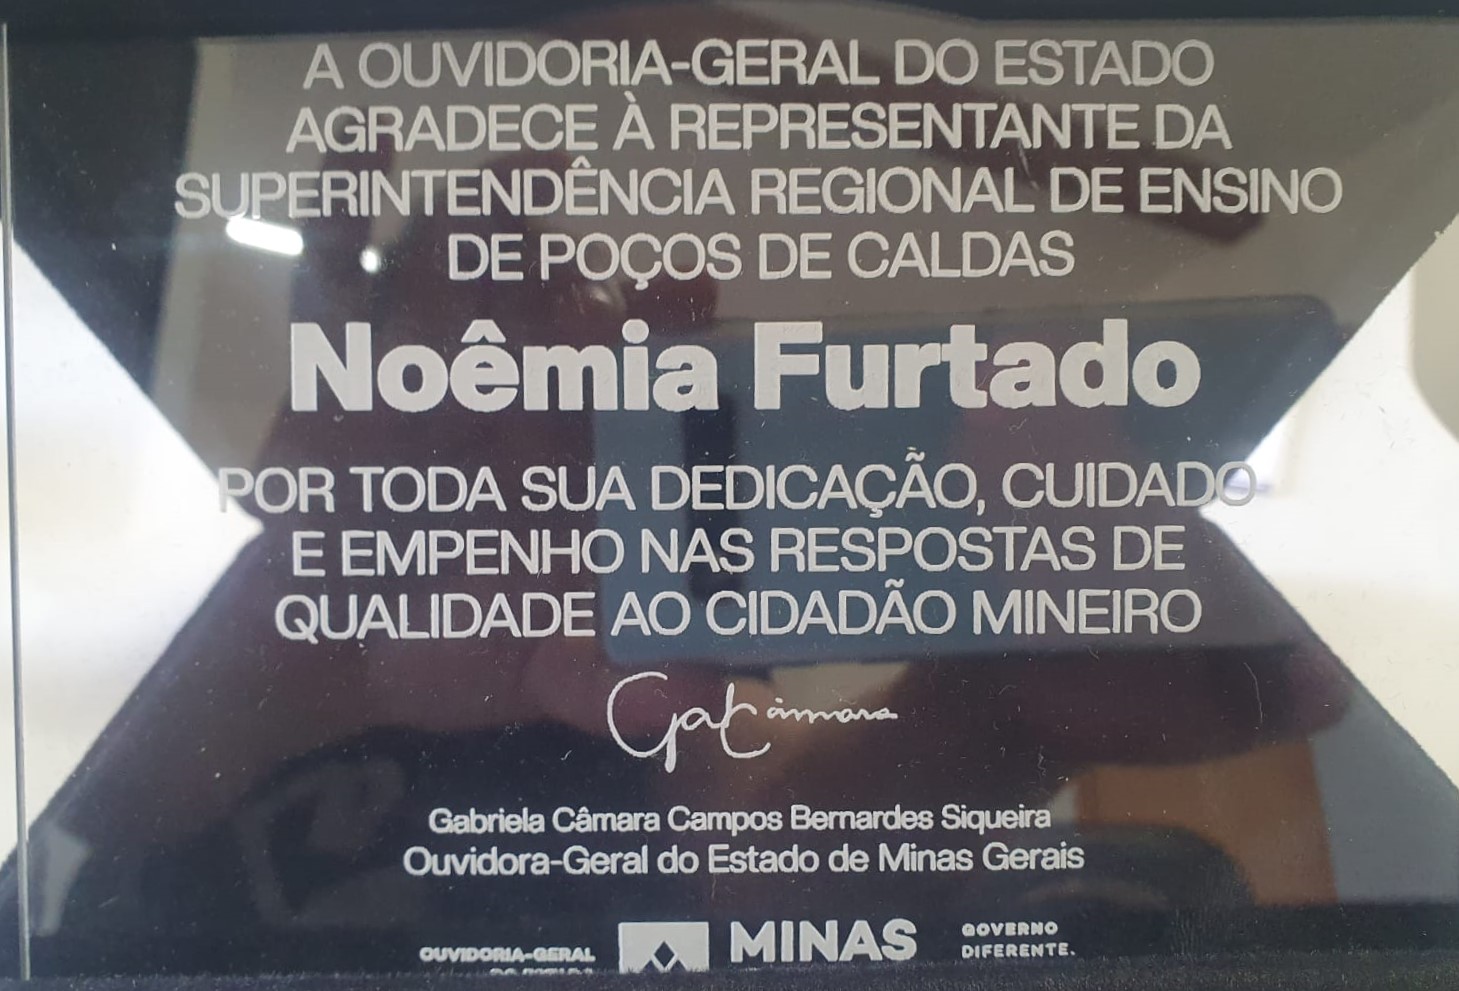 A OUVIDORIA-GERAL DO ESTADO
AGRADECE À REPRESENTANTE DA
SUPERINTENDÊNCIA REGIONAL DE ENSINO
DE POÇOS DE CALDAS
Noêmia Furtado
POR TODA SUA DEDICAÇÃO, CUIDADO
E EMPENHO NAS RESPOSTAS DE
QUALIDADE AO CIDADÃO MINEIRO
GaCâmara
Gabriela Câmara Campos Bernardes Siqueira
Ouvidora-Geral do Estado de Minas Gerais
OUVIDORIA-GERAL
MINAS
GOVERNO
DIFERENTE.